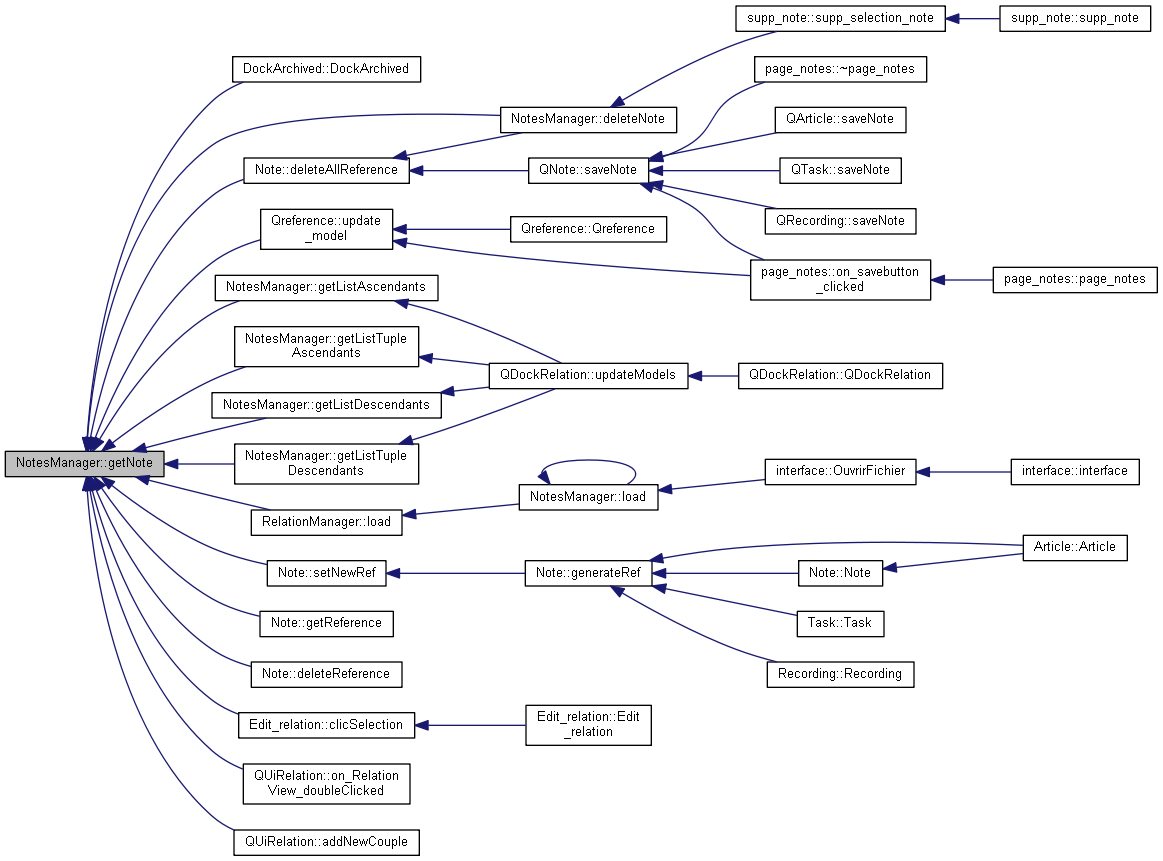 supp_note::supp_selection_note
supp_note::supp_note
DockArchived::DockArchived
page_notes::~page_notes
NotesManager::deleteNote
QArticle::saveNote
Note::deleteAllReference
QNote::saveNote
QTask::saveNote
Qreference::update
_model
Qreference::Qreference
QRecording::saveNote
page_notes::on_savebutton
_clicked
page_notes::page_notes
NotesManager::getListAscendants
NotesManager::getListTuple
Ascendants
QDockRelation::updateModels
QDockRelation::QDockRelation
NotesManager::getListDescendants
NotesManager::getNote
NotesManager::getListTuple
Descendants
interface::OuvrirFichier
interface::interface
NotesManager::load
RelationManager::load
Article::Article
Note::setNewRef
Note::generateRef
Note::Note
Note::getReference
Task::Task
Note::deleteReference
Recording::Recording
Edit_relation::clicSelection
Edit_relation::Edit
_relation
QUiRelation::on_Relation
View_doubleClicked
QUiRelation::addNewCouple